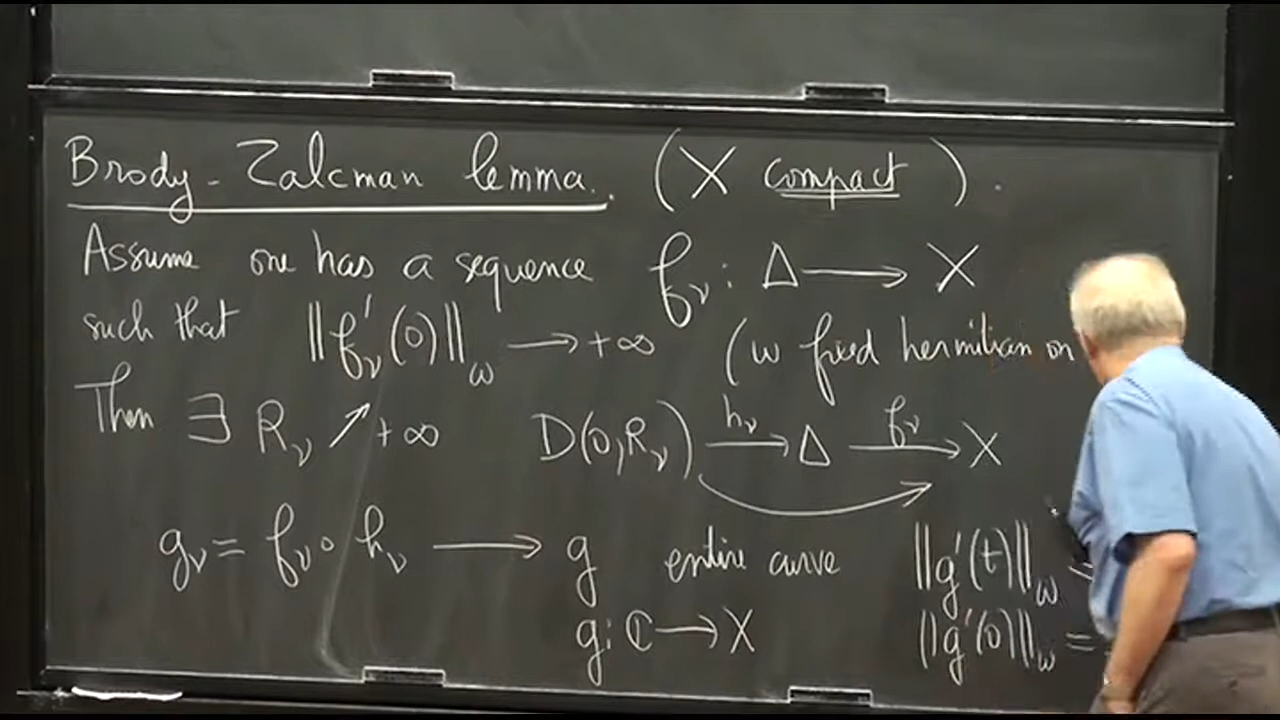 Brody-Zalcman lemma. (X compact).
Assume one has a sequence f_ν : Δ ⟶ X
such that ||f'_ν(0)||_ω ⟶ +∞ (ω fixed hermitian on
Then ∃ R_ν ↗ +∞ D(0,R_ν) —h_ν→ Δ —f_ν→ X
g_ν = f_ν ∘ h_ν ⟶ g entire curve ||g'(t)||_ω
g : ℂ ⟶ X ||g'(0)||_ω =